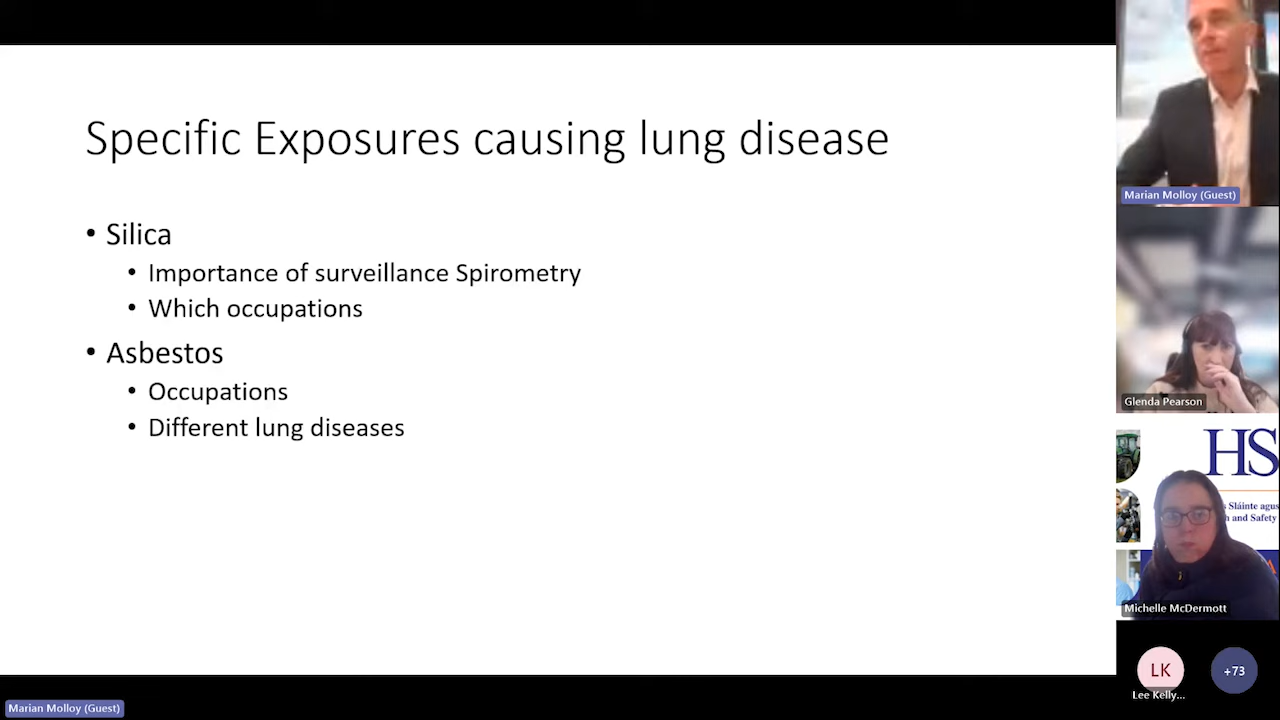 Specific Exposures causing lung disease
• Silica
• Importance of surveillance Spirometry
• Which occupations
• Asbestos
• Occupations
• Different lung diseases
Marian Molloy (Guest)
Glenda Pearson
HS
s Sláinte agus
h and Safety
Michelle McDermott
LK
+73
Lee Kelly...
Marian Molloy (Guest)